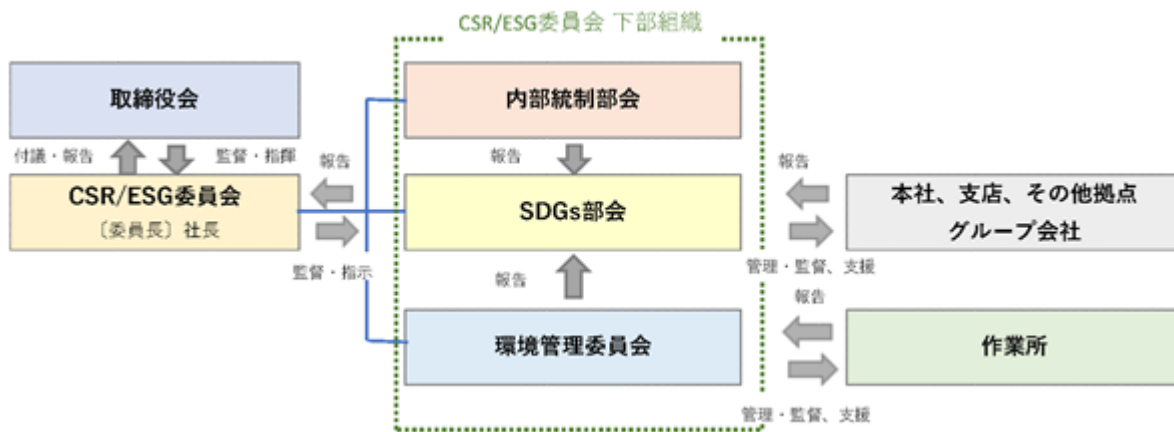 CSR/ESG委員会 下部組織
取締役会
内部統制部会
付議・報告
監督・指揮
報告
報告
報告
CSR/ESG委員会
〔委員長〕社長
SDGs部会
本社、支店、その他拠点
グループ会社
監督・指示
報告
管理・監督、支援
報告
環境管理委員会
作業所
管理・監督、支援